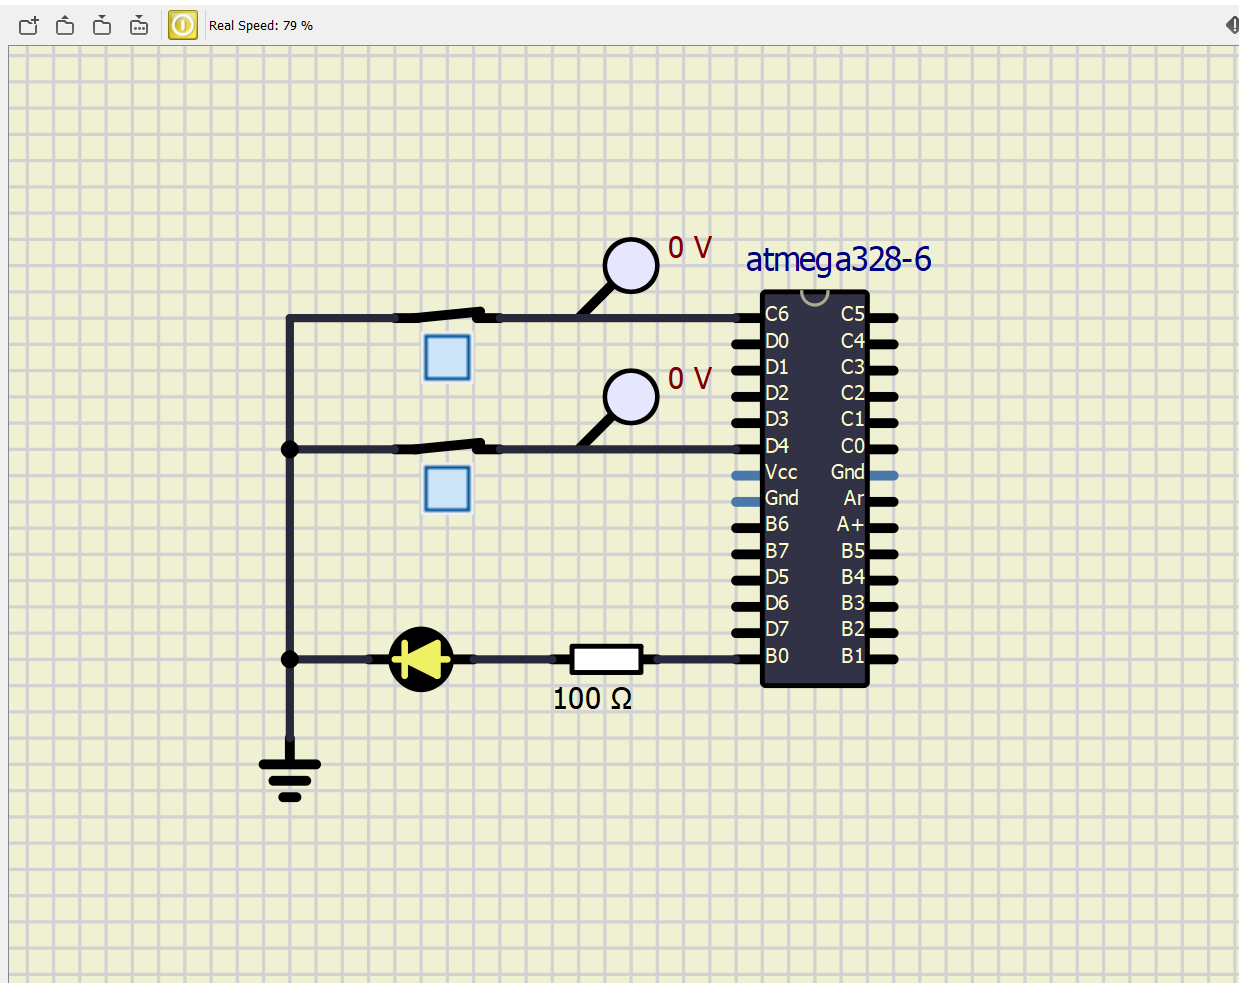 Real Speed: 79 %
0 V
atmega328-6
C6 C5
D0 C4
D1 C3
D2 C2
0 V
D3 C1
D4 C0
Vcc Gnd
Gnd Ar
B6 A+
B7 B5
D5 B4
D6 B3
D7 B2
B0 B1
100 Ω